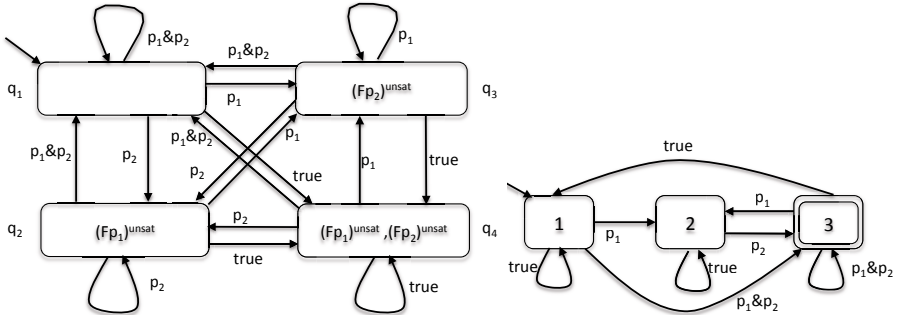 p1&p2
p1
p1&p2
q1
(Fp2)^unsat
q3
p1
p1&p2
p1
p1&p2
p2
p2
true
p1
true
true
q2
(Fp1)^unsat
p2
(Fp1)^unsat ,(Fp2)^unsat
q4
true
p2
true
1
p1
2
p1
p2
3
true
true
p1&p2
p1&p2